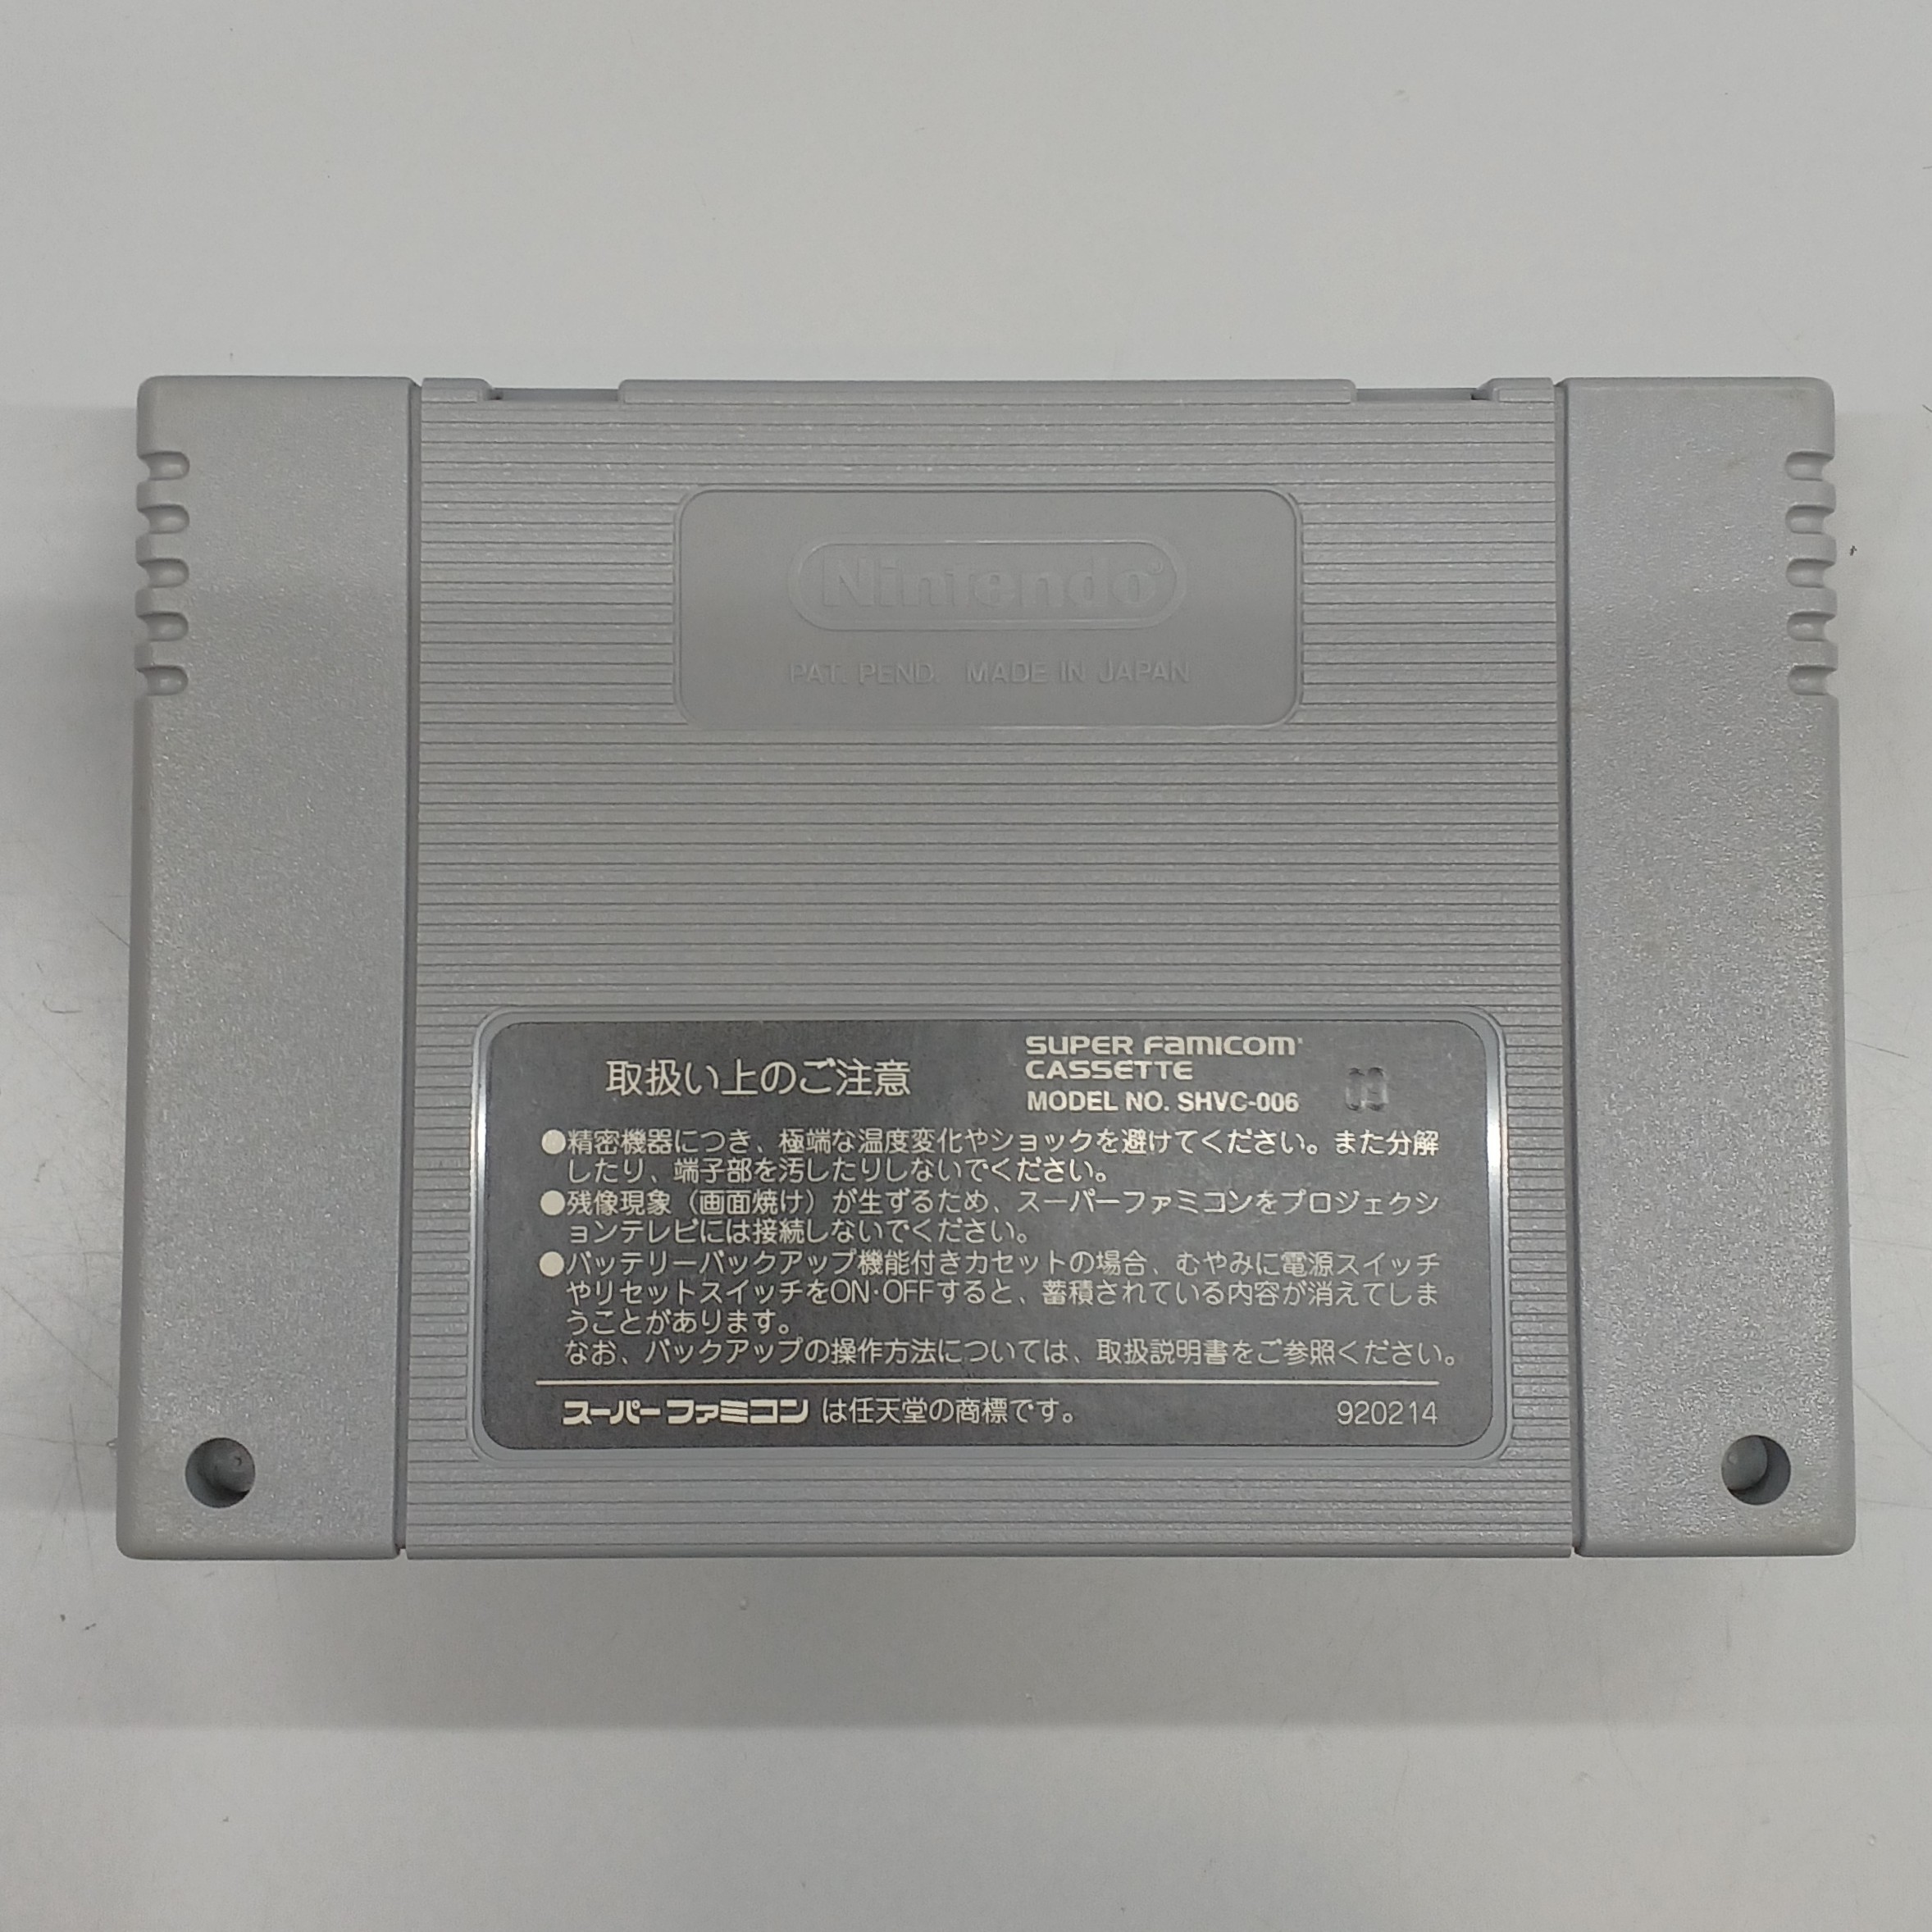 Nintendo®
PAT. PEND. MADE IN JAPAN
取扱い上のご注意
SUPER FAMICOM
CASSETTE
MODEL NO. SHVC-006
●精密機器につき、極端な温度変化やショックを避けてください。また分解
したり、端子部を汚したりしないでください。
●残像現象（画面焼け）が生ずるため、スーパーファミコンをプロジェクシ
ョンテレビには接続しないでください。
●バッテリーバックアップ機能付きカセットの場合、むやみに電源スイッチ
やリセットスイッチをON·OFFすると、蓄積されている内容が消えてしま
うことがあります。
なお、バックアップの操作方法については、取扱説明書をご参照ください。
スーパーファミコン は任天堂の商標です。
920214